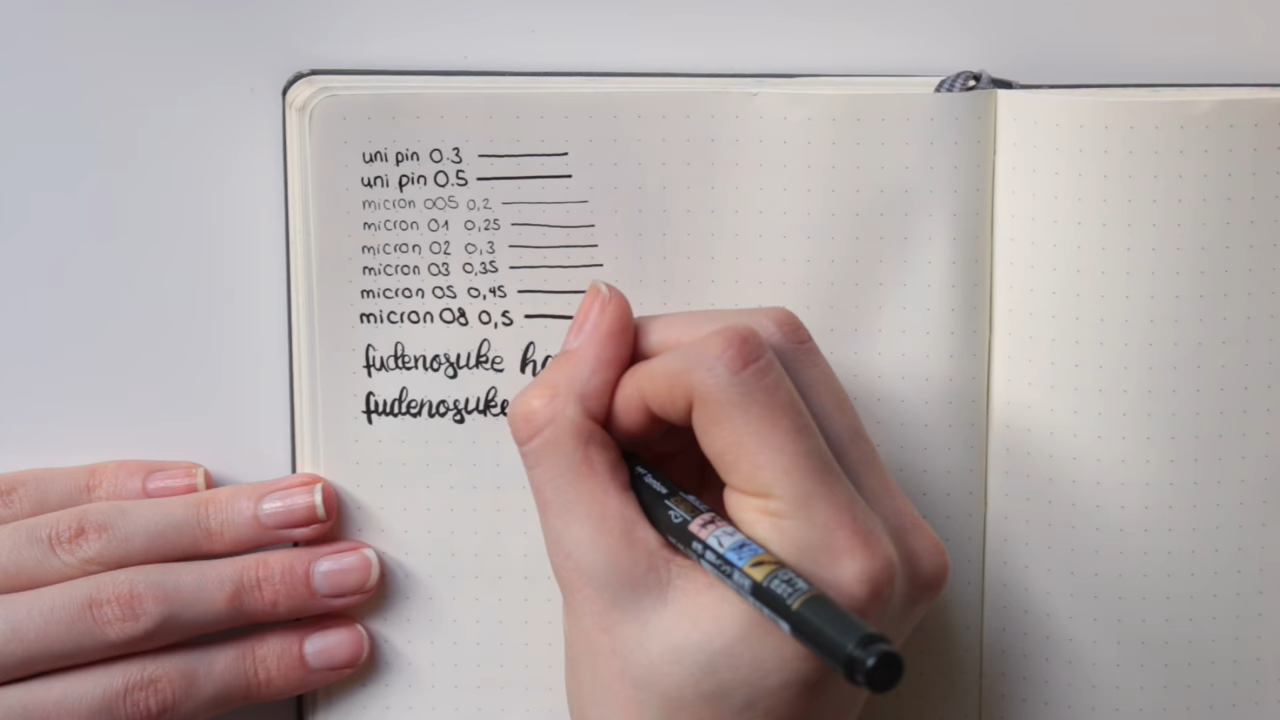 uni pin 0.3
uni pin 0.5
micron 005 0,2
micron 01 0,25
micron 02 0,3
micron 03 0,35
micron 05 0,45
micron 08 0,5
fudenosuke
fudenosuke
Tombow